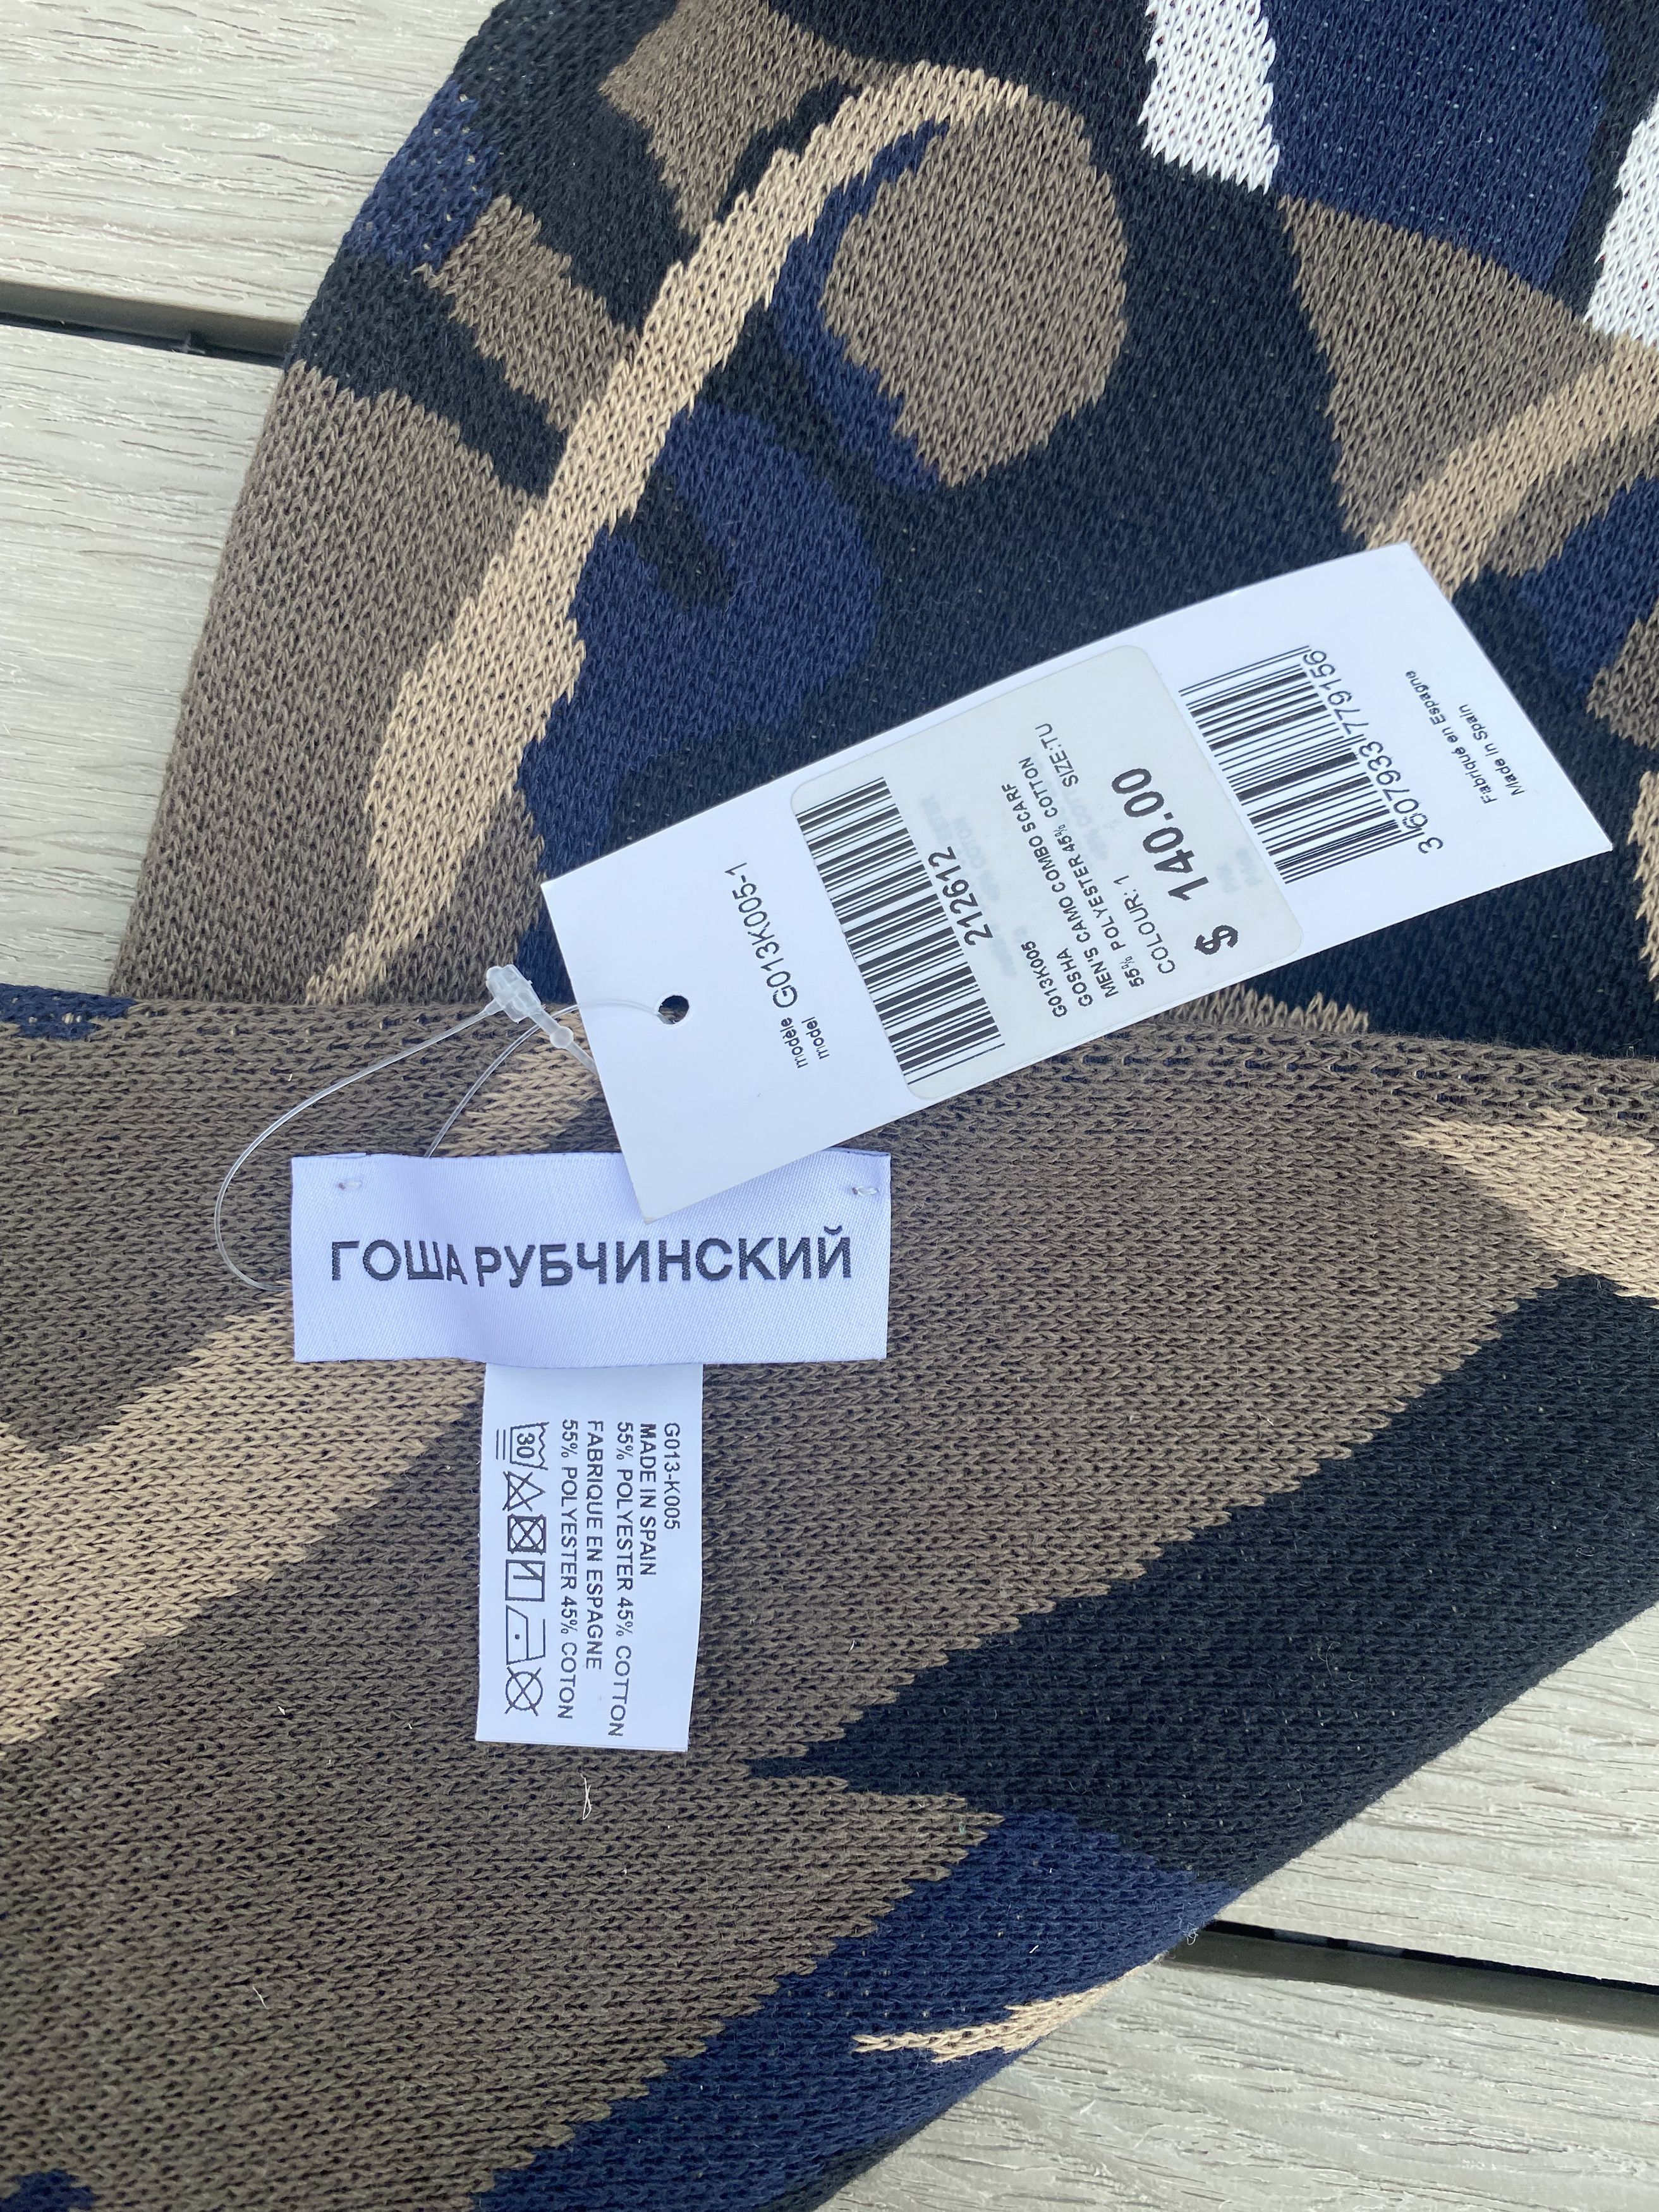 modèle G013K005-1
model
212612
G013K005
GOSHA
MEN'S CAMO COMBO SCARF
55% POLYESTER 45% COTTON
COLOUR: 1 SIZE:TU
$ 140.00
3 607933 779156
Fabriqué en Espagne
Made in Spain
ГОША РУБЧИНСКИЙ
G013-K005
MADE IN SPAIN
55% POLYESTER 45% COTTON
FABRIQUE EN ESPAGNE
55% POLYESTER 45% COTON
30